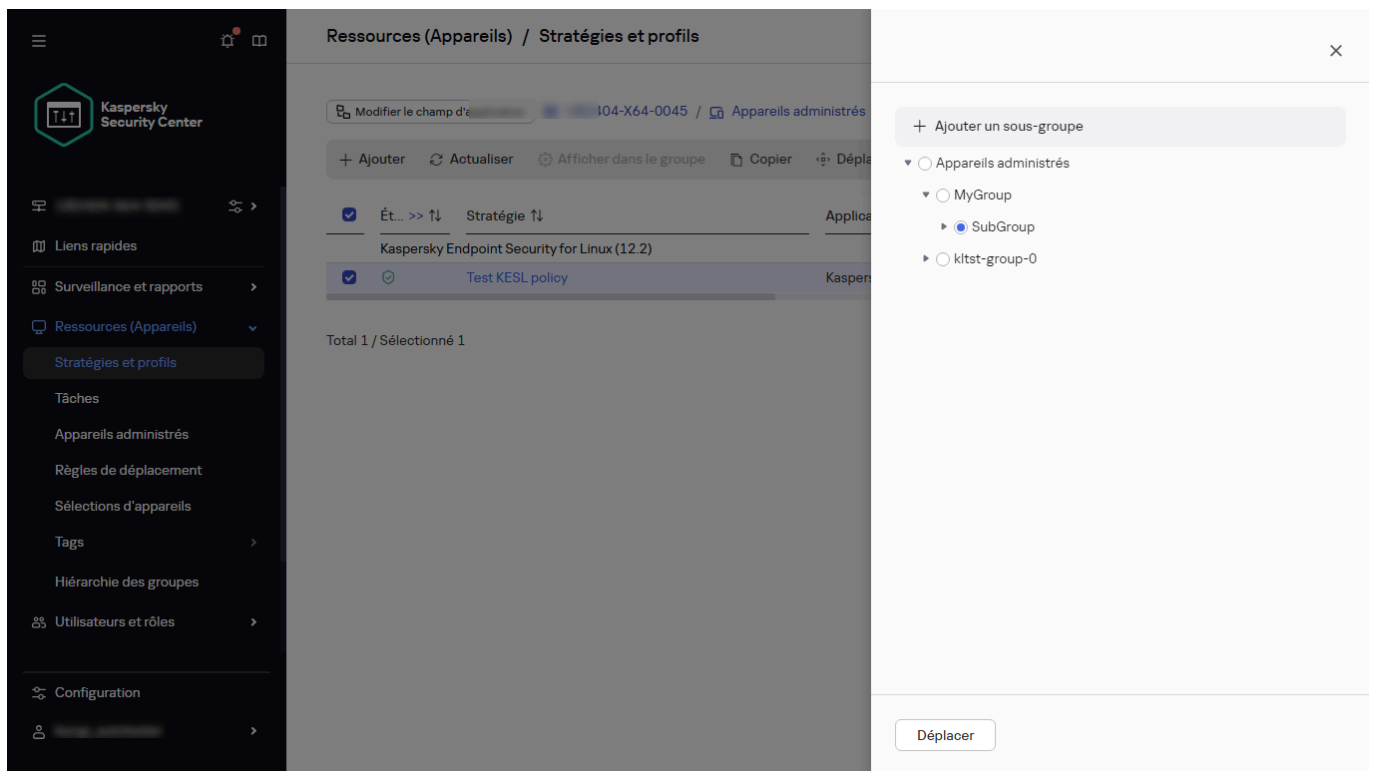 Ressources (Appareils) / Stratégies et profils
Kaspersky
Security Center
Modifier le champ d' 404-X64-0045 / Appareils administrés
Ajouter Actualiser Afficher dans le groupe Copier Dépla
Ét... >> Stratégie Applica
Kaspersky Endpoint Security for Linux (12.2)
Test KESL policy Kaspers
Total 1 / Sélectionné 1
Liens rapides
Surveillance et rapports
Ressources (Appareils)
Stratégies et profils
Tâches
Appareils administrés
Règles de déplacement
Sélections d'appareils
Tags
Hiérarchie des groupes
Utilisateurs et rôles
Configuration
Ajouter un sous-groupe
Appareils administrés
MyGroup
SubGroup
kltst-group-0
Déplacer